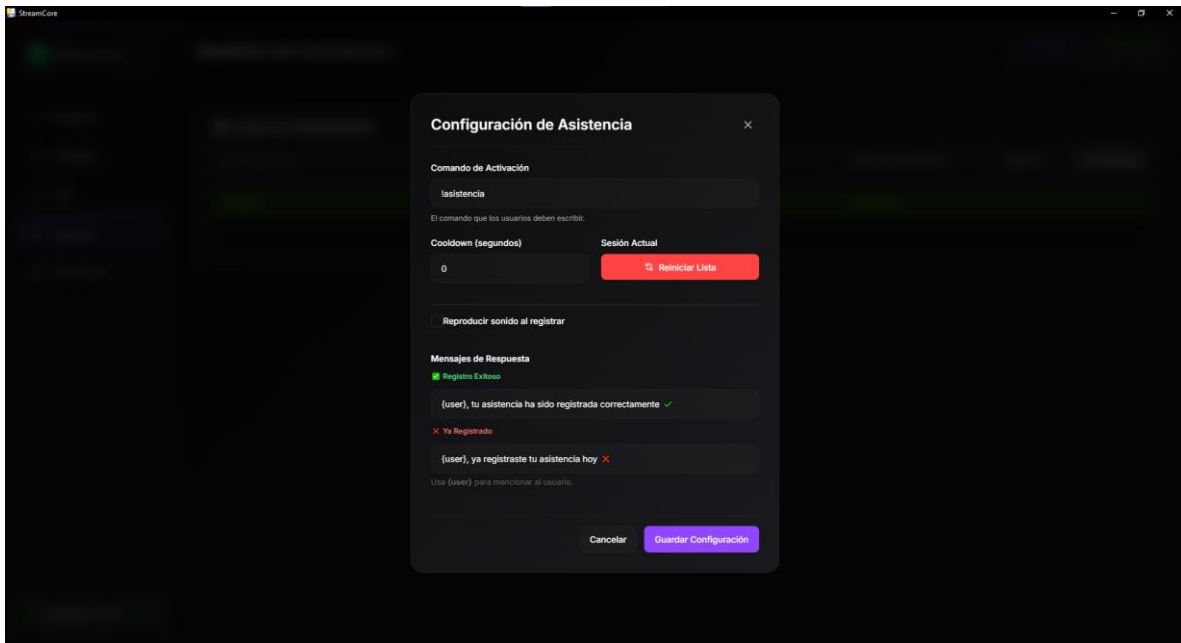 StreamCore
Configuración de Asistencia
Comando de Activación
!asistencia
El comando que los usuarios deben escribir.
Cooldown (segundos)
Sesión Actual
0
Reiniciar Lista
Reproducir sonido al registrar
Mensajes de Respuesta
Registro Exitoso
{user}, tu asistencia ha sido registrada correctamente
Ya Registrado
{user}, ya registraste tu asistencia hoy
Usa {user} para mencionar al usuario.
Cancelar
Guardar Configuración